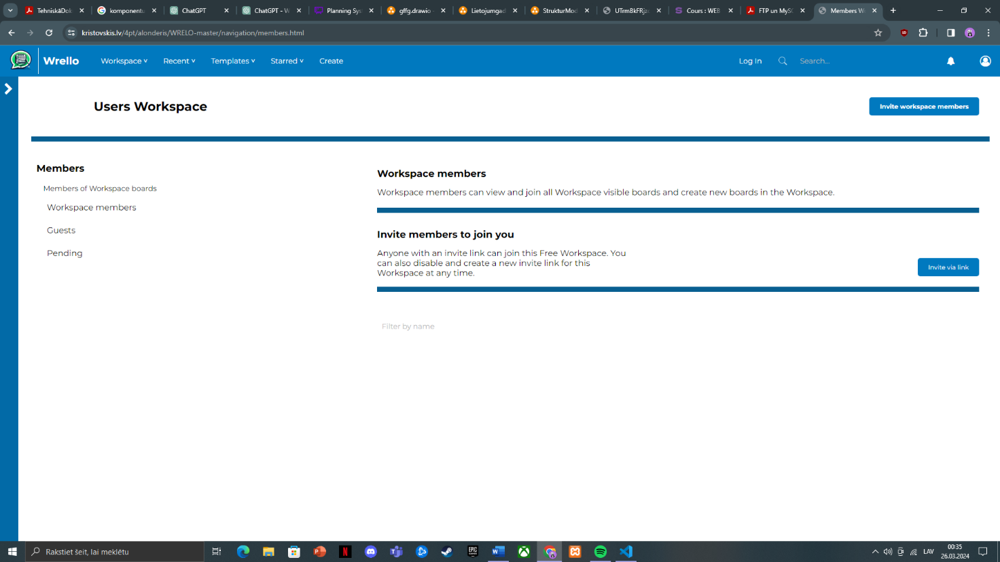 TehniskāDok
komponentu
ChatGPT
ChatGPT - W
Planning Sys
gffg.drawio -
Lietojumgad
StrukturMod
UTrmBkFRjzc
Cours : WEB
FTP un MySQ
Members Wo
kristovskis.lv/4pt/alonderis/WRELO-master/navigation/members.html
Wrello
Workspace
Recent
Templates
Starred
Create
Log In
Search...
Users Workspace
Invite workspace members
Members
Members of Workspace boards
Workspace members
Guests
Pending
Workspace members
Workspace members can view and join all Workspace visible boards and create new boards in the Workspace.
Invite members to join you
Anyone with an invite link can join this Free Workspace. You
can also disable and create a new invite link for this
Workspace at any time.
Invite via link
Filter by name
Rakstiet šeit, lai meklētu
LAV
00:35
26.03.2024